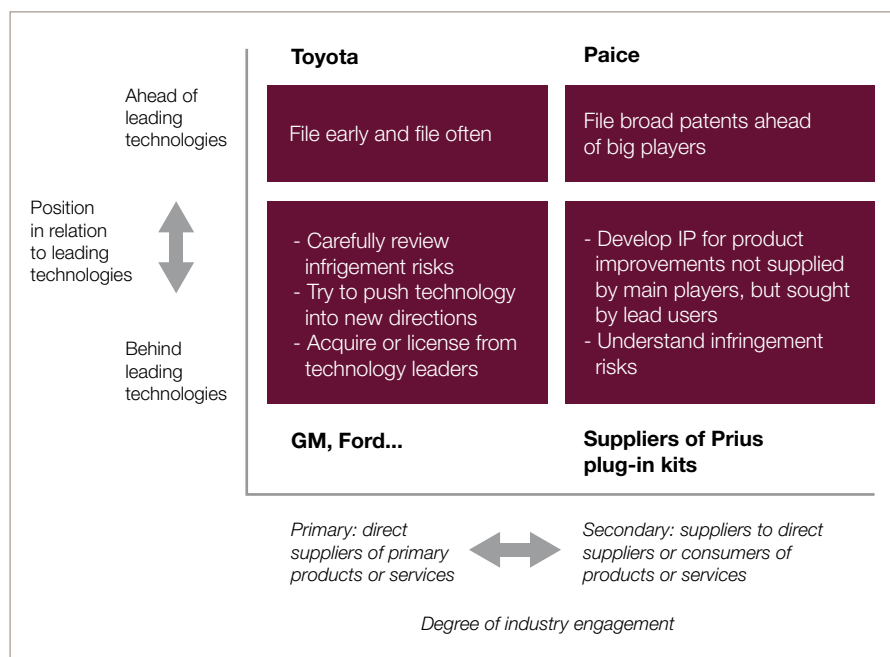 Toyota
Paice
Ahead of
leading
technologies
File early and file often
File broad patents ahead
of big players
Position
in relation
to leading
technologies
- Carefully review
infrigement risks
- Try to push technology
into new directions
- Acquire or license from
technology leaders
- Develop IP for product
improvements not supplied
by main players, but sought
by lead users
- Understand infringement
risks
Behind
leading
technologies
GM, Ford...
Suppliers of Prius
plug-in kits
Primary: direct
suppliers of primary
products or services
Secondary: suppliers to direct
suppliers or consumers of
products or services
Degree of industry engagement